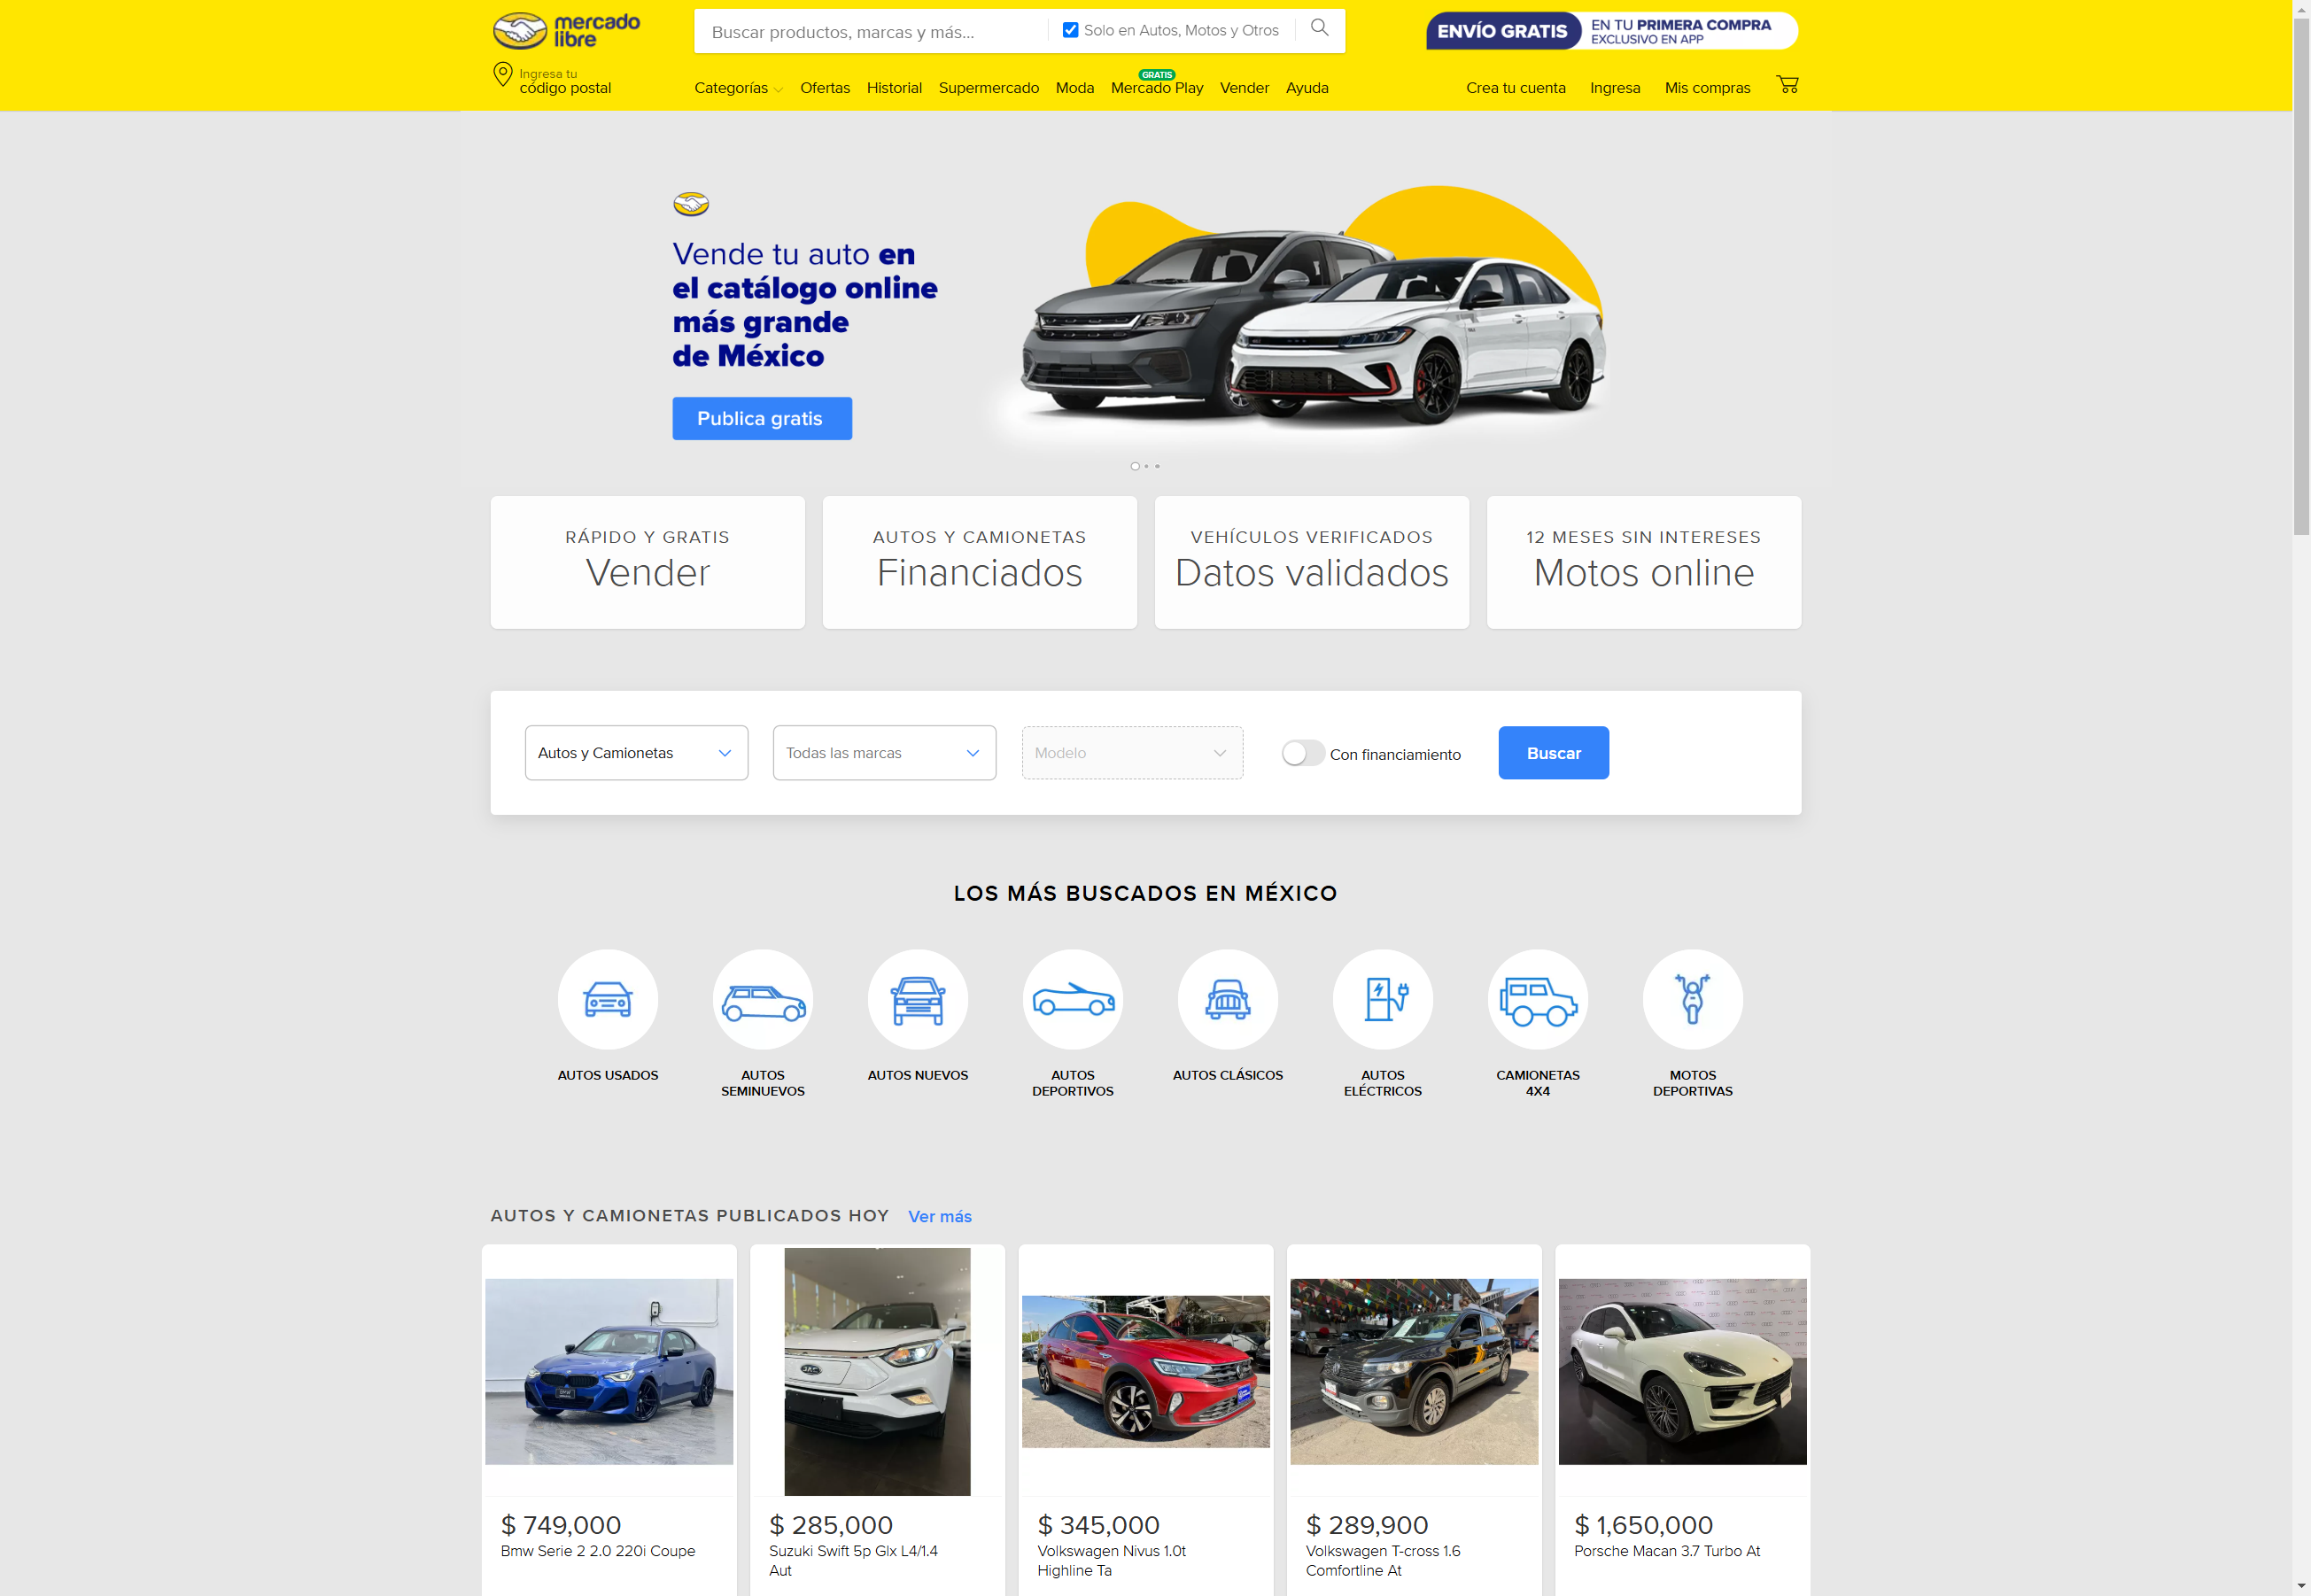 mercado
libre
Buscar productos, marcas y más...
Solo en Autos, Motos y Otros
ENVÍO GRATIS
EN TU PRIMERA COMPRA
EXCLUSIVO EN APP
Ingresa tu
código postal
Categorías
Ofertas
Historial
Supermercado
Moda
GRATIS
Mercado Play
Vender
Ayuda
Crea tu cuenta
Ingresa
Mis compras
Vende tu auto en
el catálogo online
más grande
de México
Publica gratis
RÁPIDO Y GRATIS
Vender
AUTOS Y CAMIONETAS
Financiados
VEHÍCULOS VERIFICADOS
Datos validados
12 MESES SIN INTERESES
Motos online
Autos y Camionetas
Todas las marcas
Modelo
Con financiamiento
Buscar
LOS MÁS BUSCADOS EN MÉXICO
AUTOS USADOS
AUTOS
SEMINUEVOS
AUTOS NUEVOS
AUTOS
DEPORTIVOS
AUTOS CLÁSICOS
AUTOS
ELÉCTRICOS
CAMIONETAS
4X4
MOTOS
DEPORTIVAS
AUTOS Y CAMIONETAS PUBLICADOS HOY
Ver más
JAC
$ 749,000
Bmw Serie 2 2.0 220i Coupe
$ 285,000
Suzuki Swift 5p Glx L4/1.4
Aut
$ 345,000
Volkswagen Nivus 1.0t
Highline Ta
$ 289,900
Volkswagen T-cross 1.6
Comfortline At
$ 1,650,000
Porsche Macan 3.7 Turbo At